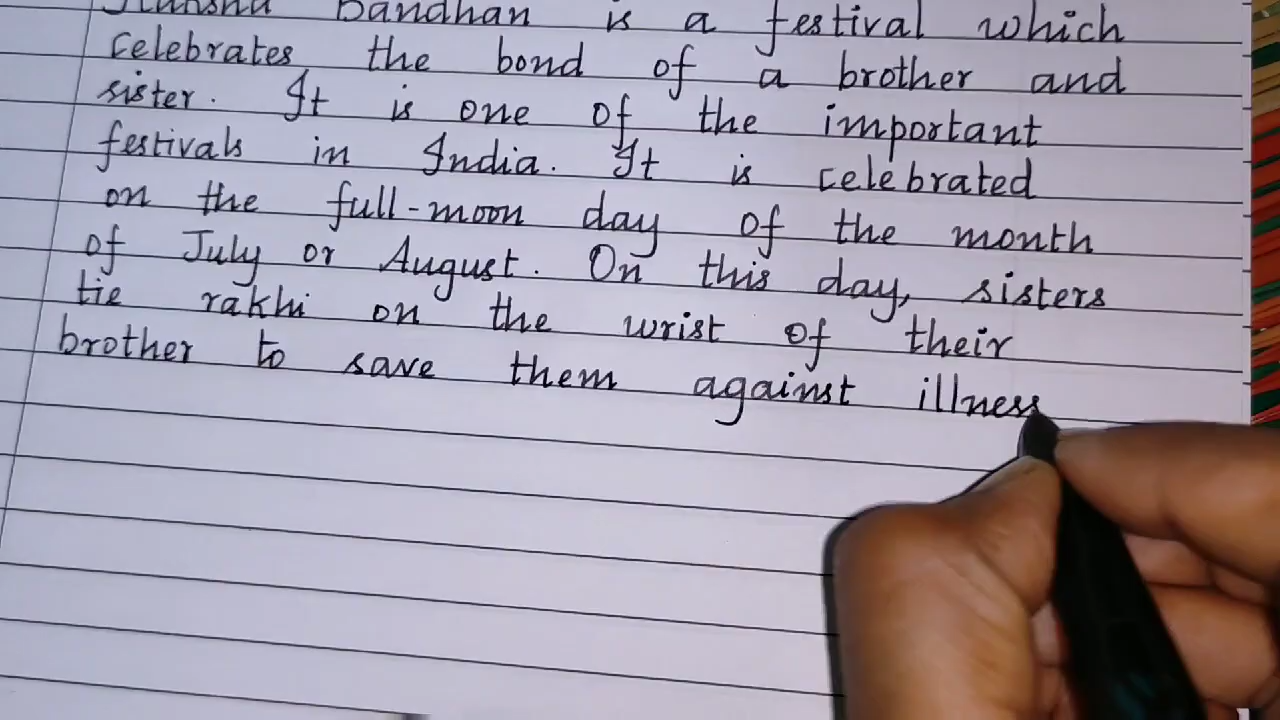 Bandhan is a festival which
celebrates the bond of a brother and
sister. It is one of the important
festivals in India. It is celebrated
on the full-moon day of the month
of July or August. On this day, sisters
tie rakhi on the wrist of their
brother to save them against illness